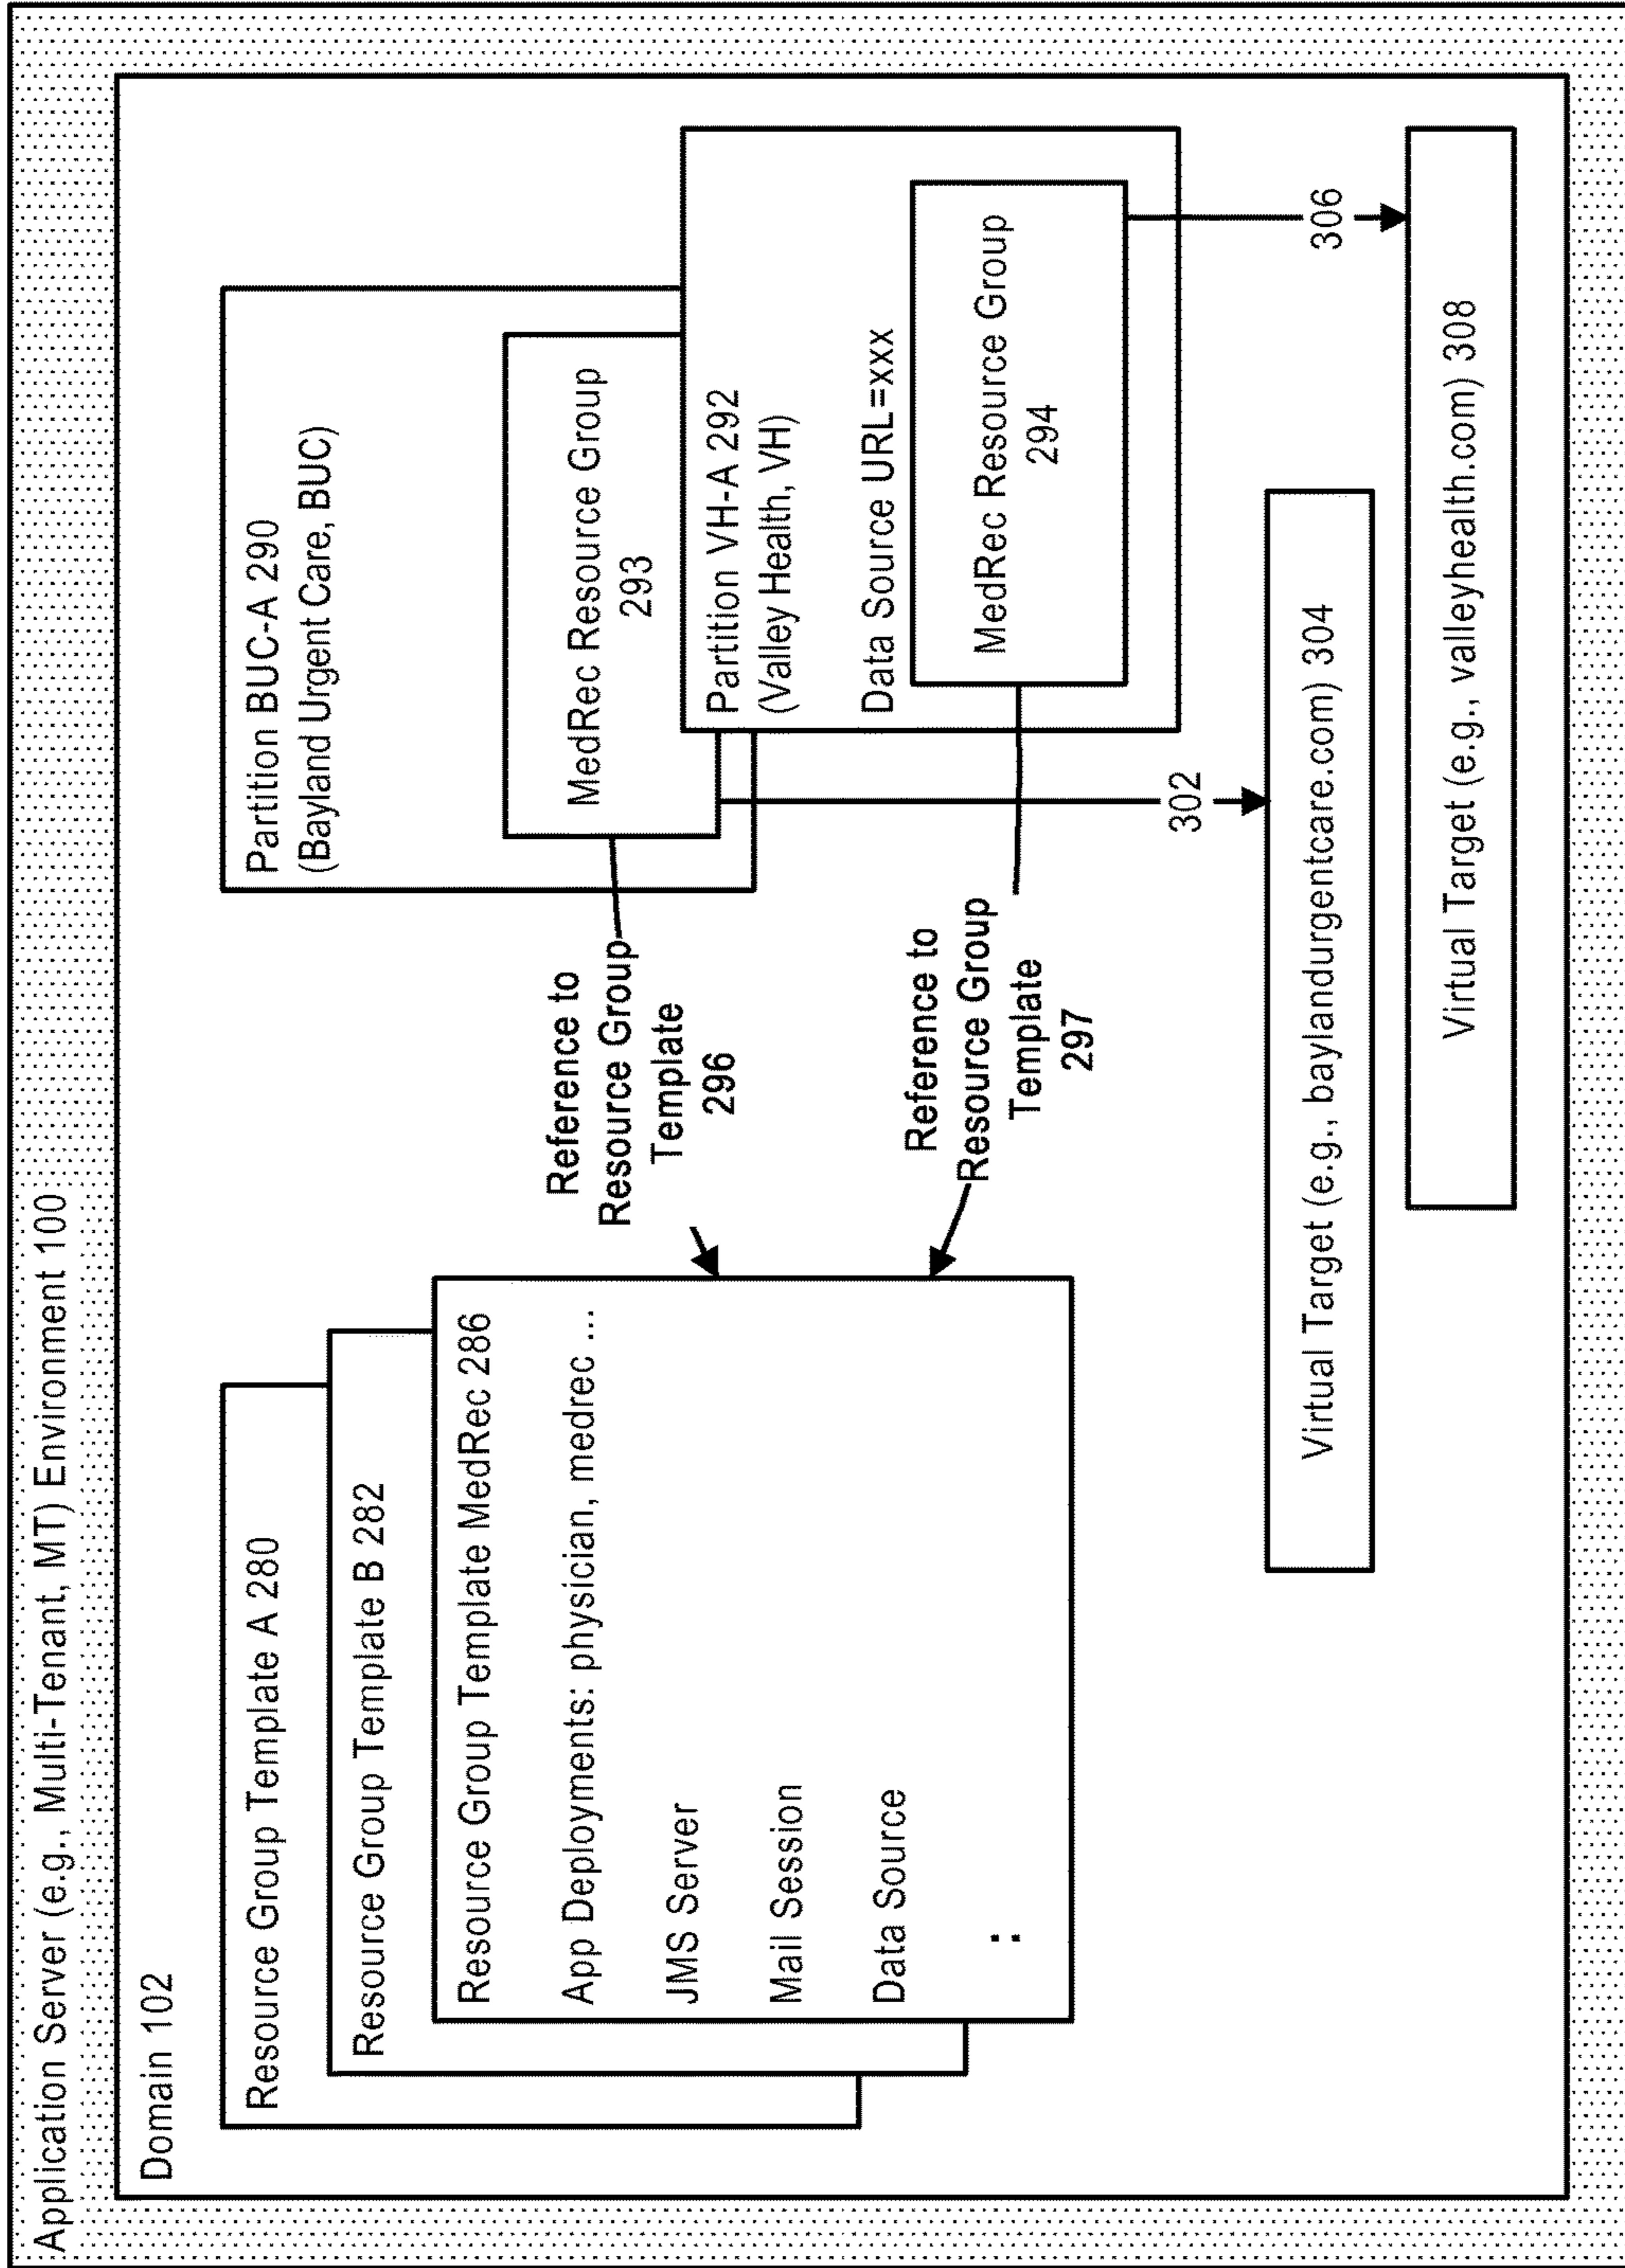 Application Server (e.g., Multi-Tenant, MT) Environment 100
Domain 102
Resource Group Template A 280
Resource Group Template B 282
Resource Group Template MedRec 286
App Deployments: physician, medrec ...
JMS Server
Mail Session
Data Source
:
Reference to
Resource Group
Template
296
Reference to
Resource Group
Template
297
Partition BUC-A 290
(Bayland Urgent Care, BUC)
MedRec Resource Group
293
Partition VH-A 292
(Valley Health, VH)
Data Source URL=xxx
MedRec Resource Group
294
302
306
Virtual Target (e.g., baylandurgentcare.com) 304
Virtual Target (e.g., valleyhealth.com) 308